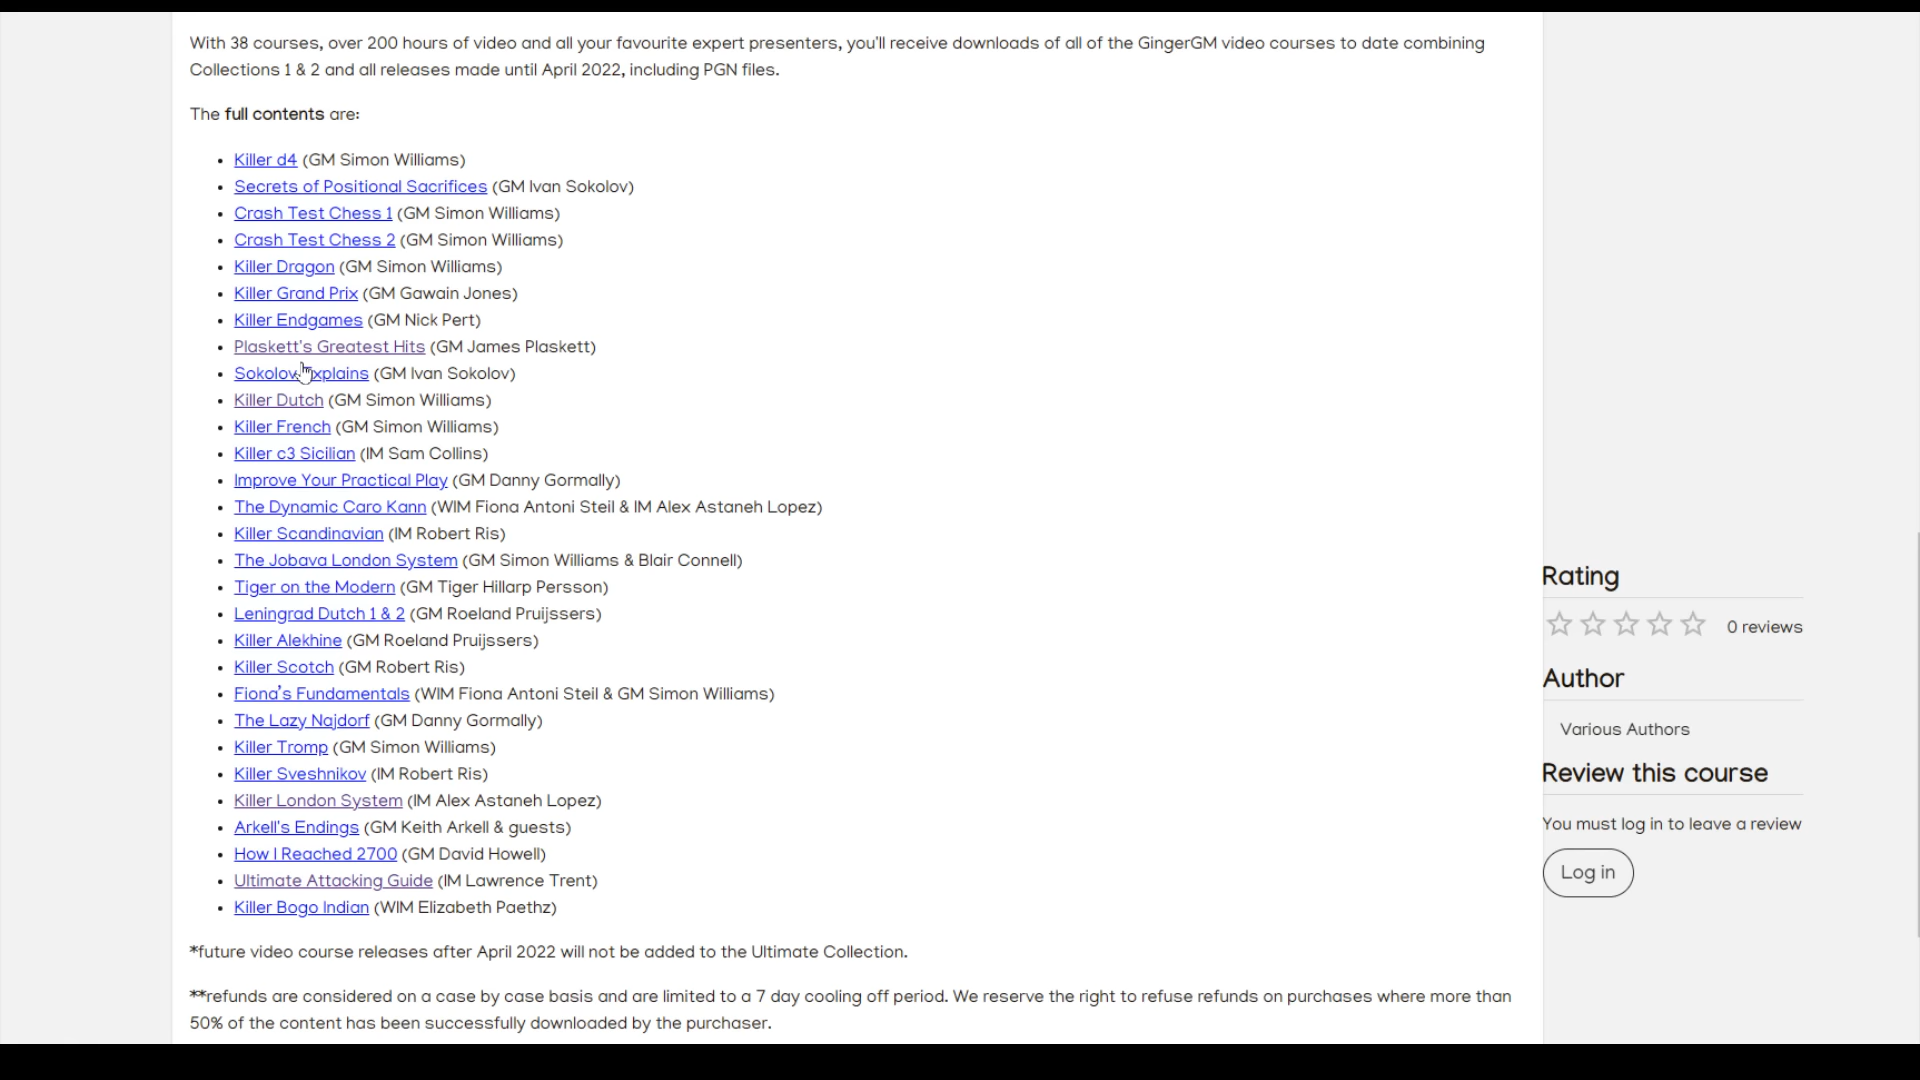 With 38 courses, over 200 hours of video and all your favourite expert presenters, you'll receive downloads of all of the GingerGM video courses to date combining
Collections 1 & 2 and all releases made until April 2022, including PGN files.
The full contents are:
• Killer d4 (GM Simon Williams)
• Secrets of Positional Sacrifices (GM Ivan Sokolov)
• Crash Test Chess 1 (GM Simon Williams)
• Crash Test Chess 2 (GM Simon Williams)
• Killer Dragon (GM Simon Williams)
• Killer Grand Prix (GM Gawain Jones)
• Killer Endgames (GM Nick Pert)
• Plaskett's Greatest Hits (GM James Plaskett)
• Sokolov Explains (GM Ivan Sokolov)
• Killer Dutch (GM Simon Williams)
• Killer French (GM Simon Williams)
• Killer c3 Sicilian (IM Sam Collins)
• Improve Your Practical Play (GM Danny Gormally)
• The Dynamic Caro Kann (WIM Fiona Antoni Steil & IM Alex Astaneh Lopez)
• Killer Scandinavian (IM Robert Ris)
• The Jobava London System (GM Simon Williams & Blair Connell)
• Tiger on the Modern (GM Tiger Hillarp Persson)
• Leningrad Dutch 1 & 2 (GM Roeland Pruijssers)
• Killer Alekhine (GM Roeland Pruijssers)
• Killer Scotch (GM Robert Ris)
• Fiona's Fundamentals (WIM Fiona Antoni Steil & GM Simon Williams)
• The Lazy Najdorf (GM Danny Gormally)
• Killer Tromp (GM Simon Williams)
• Killer Sveshnikov (IM Robert Ris)
• Killer London System (IM Alex Astaneh Lopez)
• Arkell's Endings (GM Keith Arkell & guests)
• How I Reached 2700 (GM David Howell)
• Ultimate Attacking Guide (IM Lawrence Trent)
• Killer Bogo Indian (WIM Elizabeth Paethz)
*future video course releases after April 2022 will not be added to the Ultimate Collection.
**refunds are considered on a case by case basis and are limited to a 7 day cooling off period. We reserve the right to refuse refunds on purchases where more than
50% of the content has been successfully downloaded by the purchaser.
Rating
0 reviews
Author
Various Authors
Review this course
You must log in to leave a review
Log in